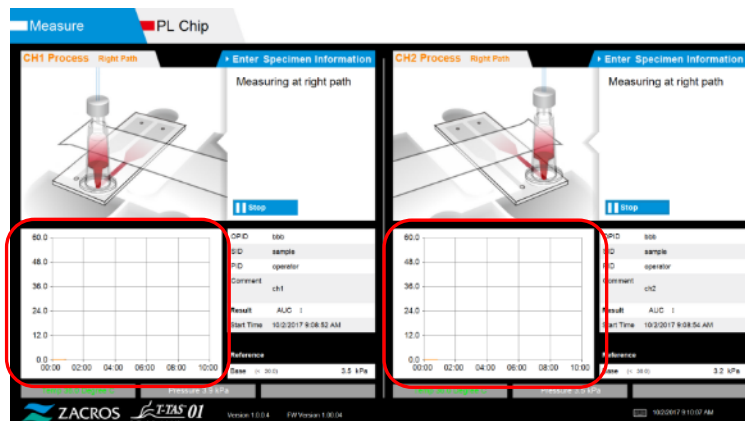 Measure
PL Chip
CH1 Process Right Path
Enter Specimen Information
Measuring at right path
Stop
60.0
48.0
36.0
24.0
12.0
0.0
00:00 02:00 04:00 06:00 08:00 10:00
OPID bbb
SID sample
PID operator
Comment
ch1
Result AUC :
Start Time 10/2/2017 9:08:52 AM
Reference
Base (< 20.0) 3.5 kPa
Pressure 3.9 kPa
CH2 Process Right Path
Enter Specimen Information
Measuring at right path
Stop
60.0
48.0
36.0
24.0
12.0
0.0
00:00 02:00 04:00 06:00 08:00 10:00
OPID bbb
SID sample
PID operator
Comment
ch2
Result AUC :
Start Time 10/2/2017 9:08:54 AM
Reference
Base (< 20.0) 3.2 kPa
ZACROS T-TAS 01 Version 1.0.0.4 FW Version 1.00.04
10/2/2017 9:10:07 AM